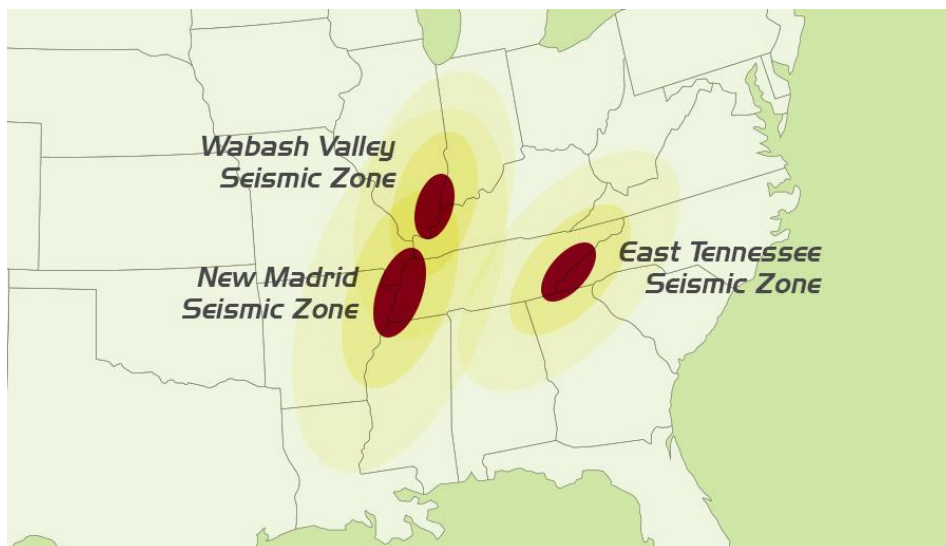 Wabash Valley
Seismic Zone
New Madrid
Seismic Zone
East Tennessee
Seismic Zone